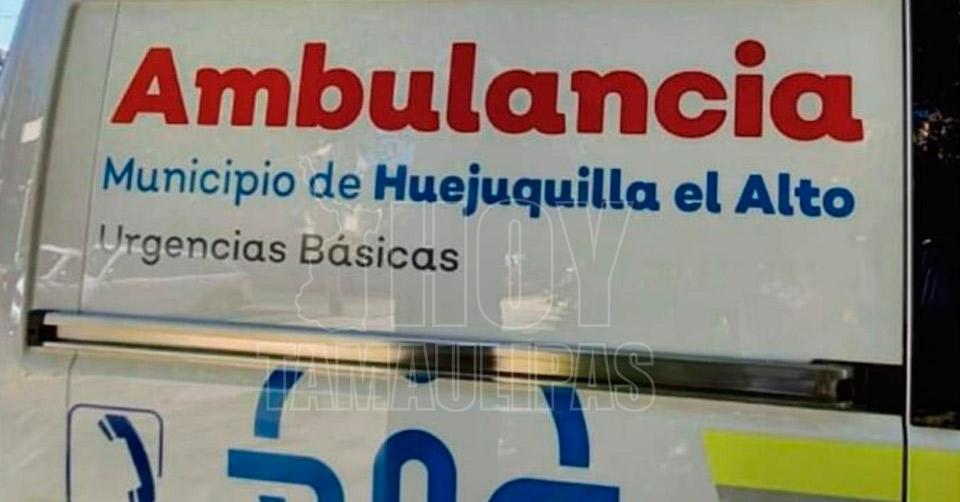 Ambulancia
Municipio de Huejuquilla el Alto
Urgencias Básicas
HOY
TAMAULIPAS